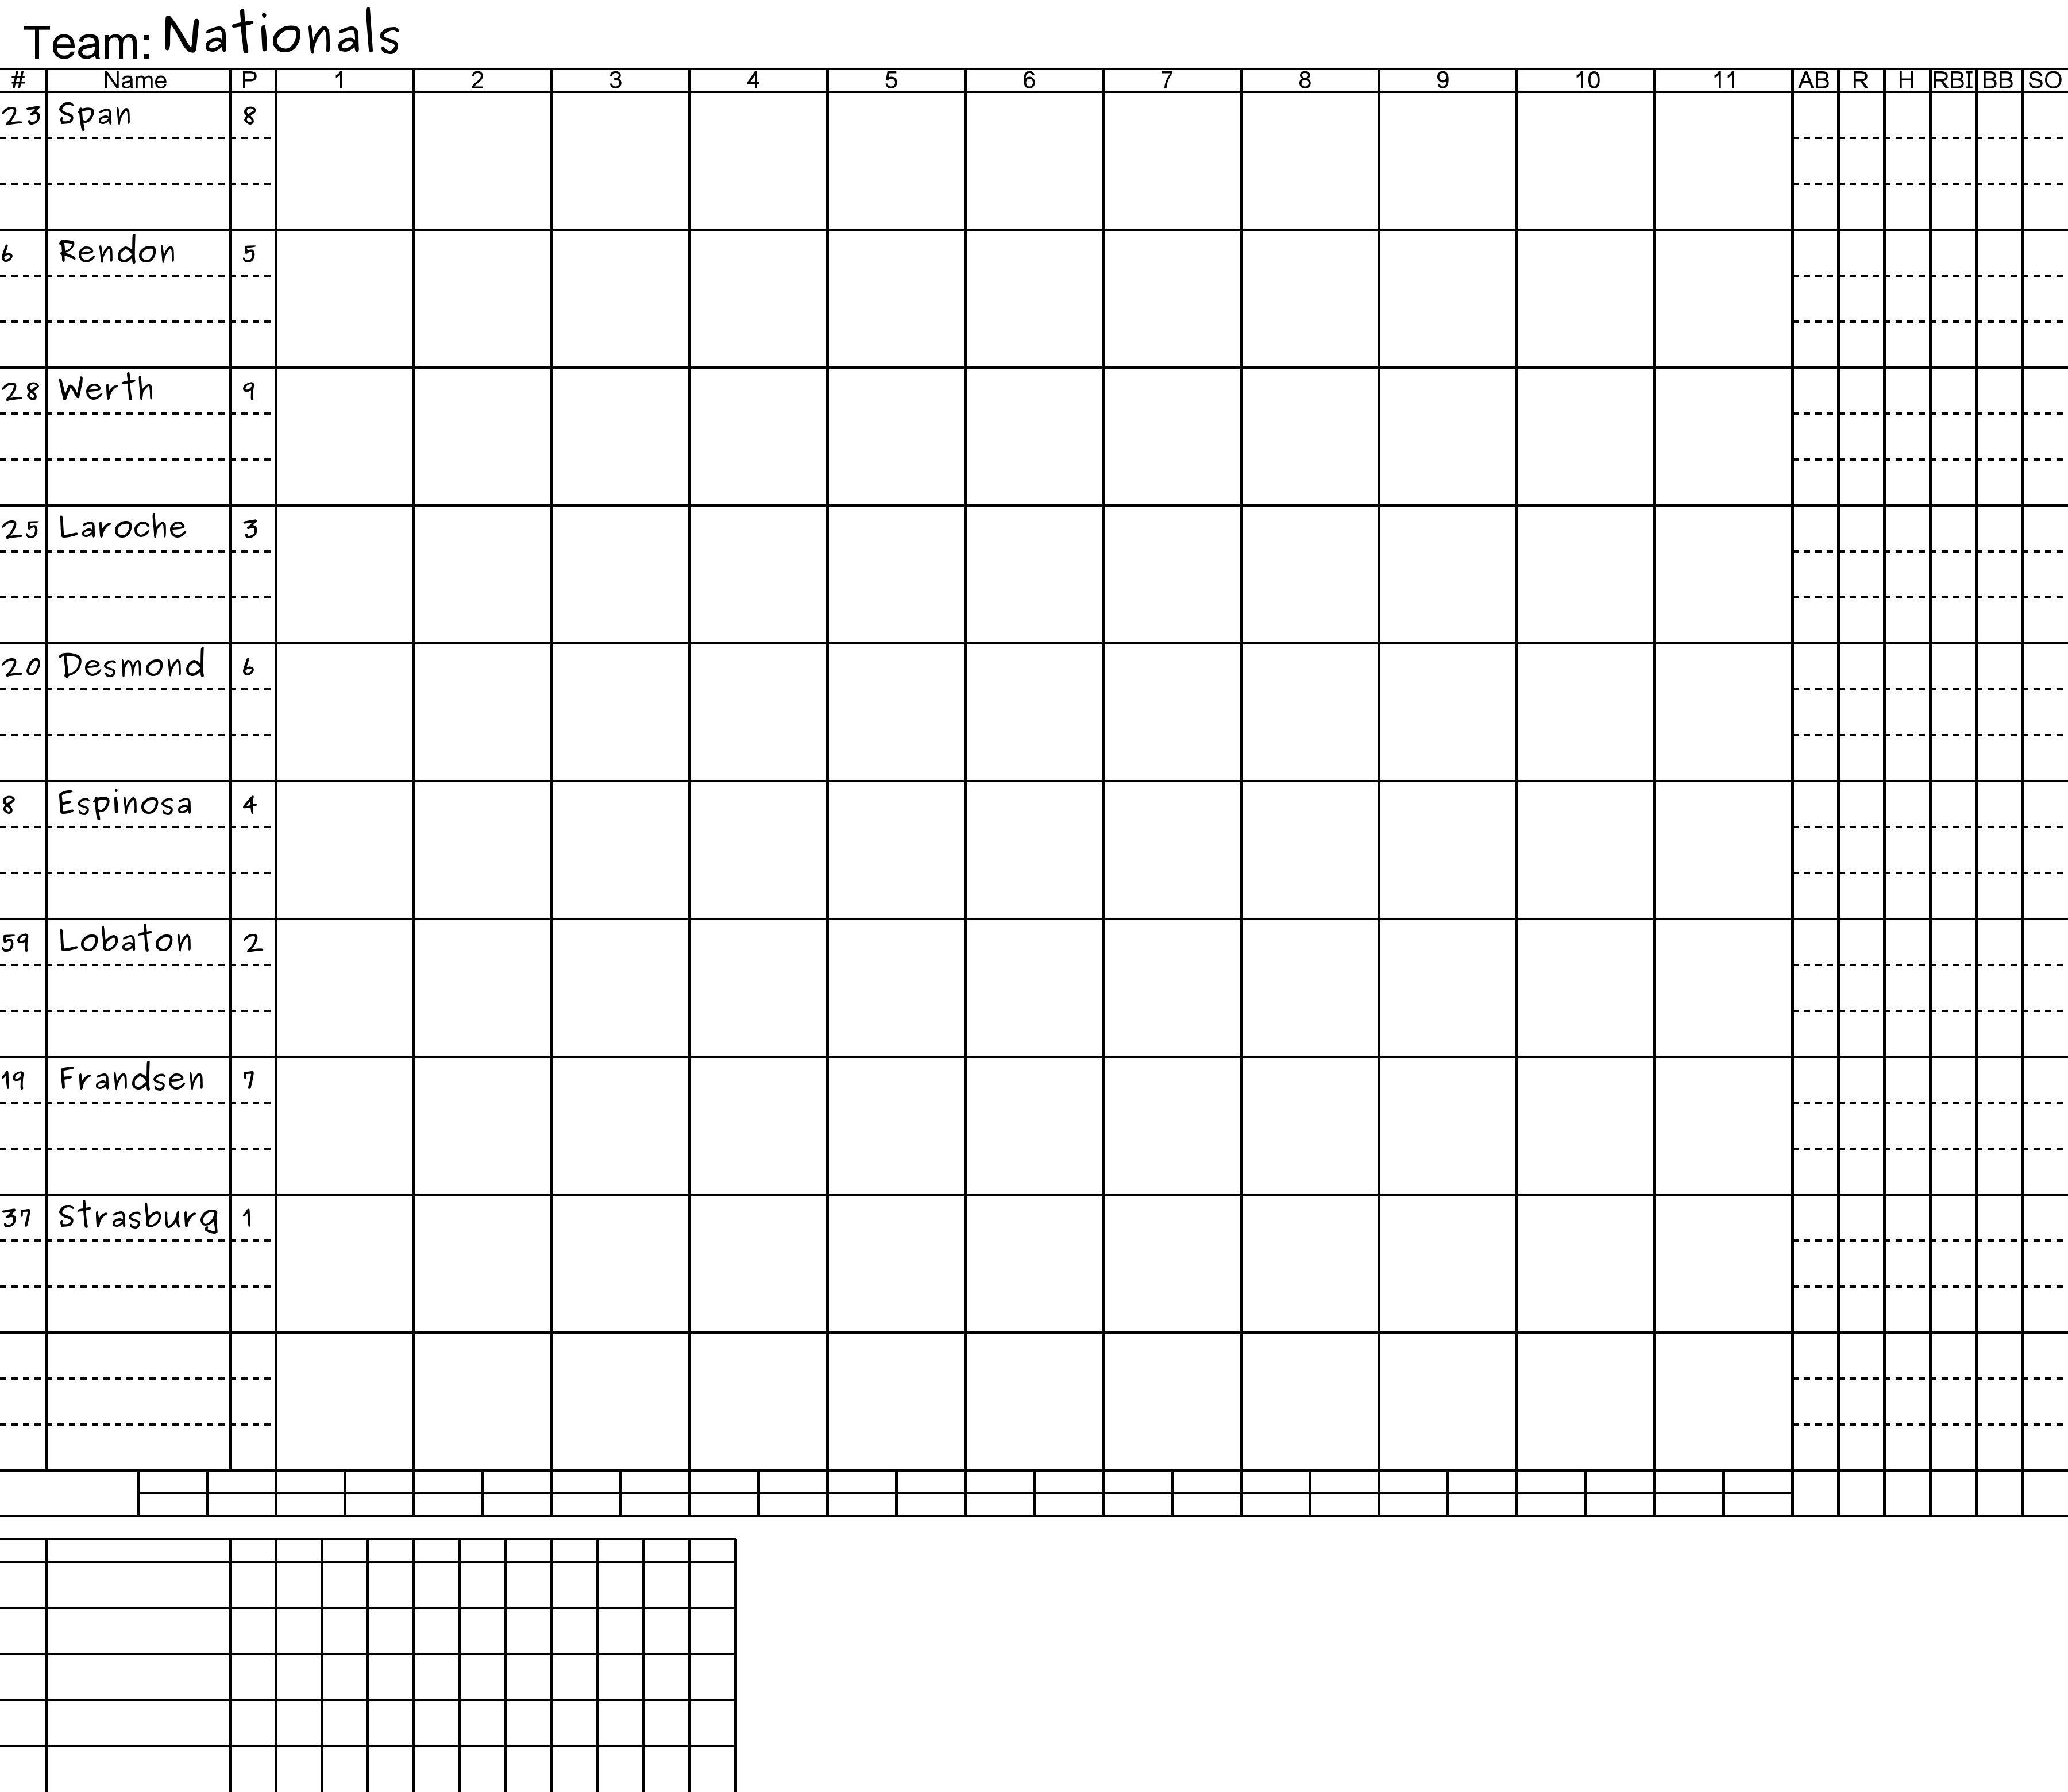 Team: Nationals
# Name P 1 2 3 4 5 6 7 8 9 10 11 AB R H RBI BB SO
23 Span 8
6 Rendon 5
28 Werth 9
25 Laroche 3
20 Desmond 6
8 Espinosa 4
59 Lobaton 2
19 Frandsen 7
37 Strasburg 1